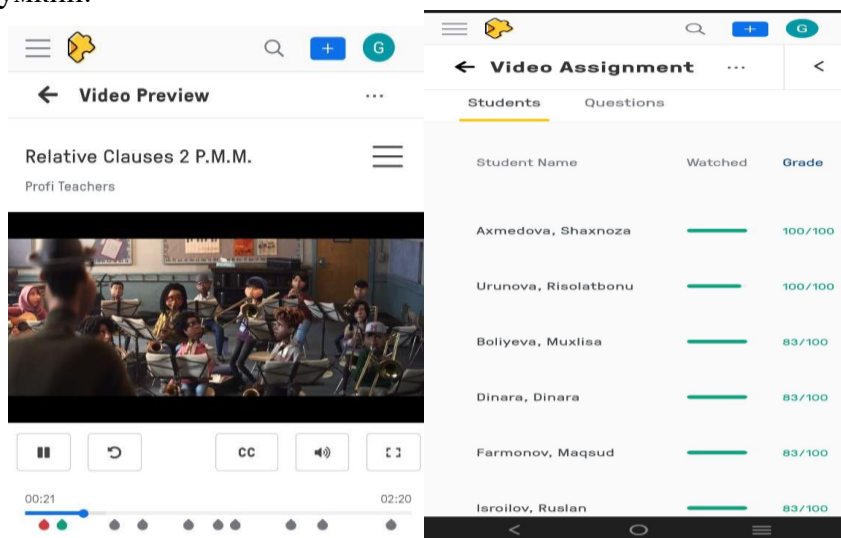 G
Video Preview
...
Relative Clauses 2 P.M.M.
Profi Teachers
CC
00:21
02:20
G
Video Assignment
...
Students Questions
Student Name Watched Grade
Axmedova, Shaxnoza 100/100
Urunova, Risolatbonu 100/100
Boliyeva, Muxlisa 83/100
Dinara, Dinara 83/100
Farmonov, Maqsud 83/100
Isroilov, Ruslan 83/100